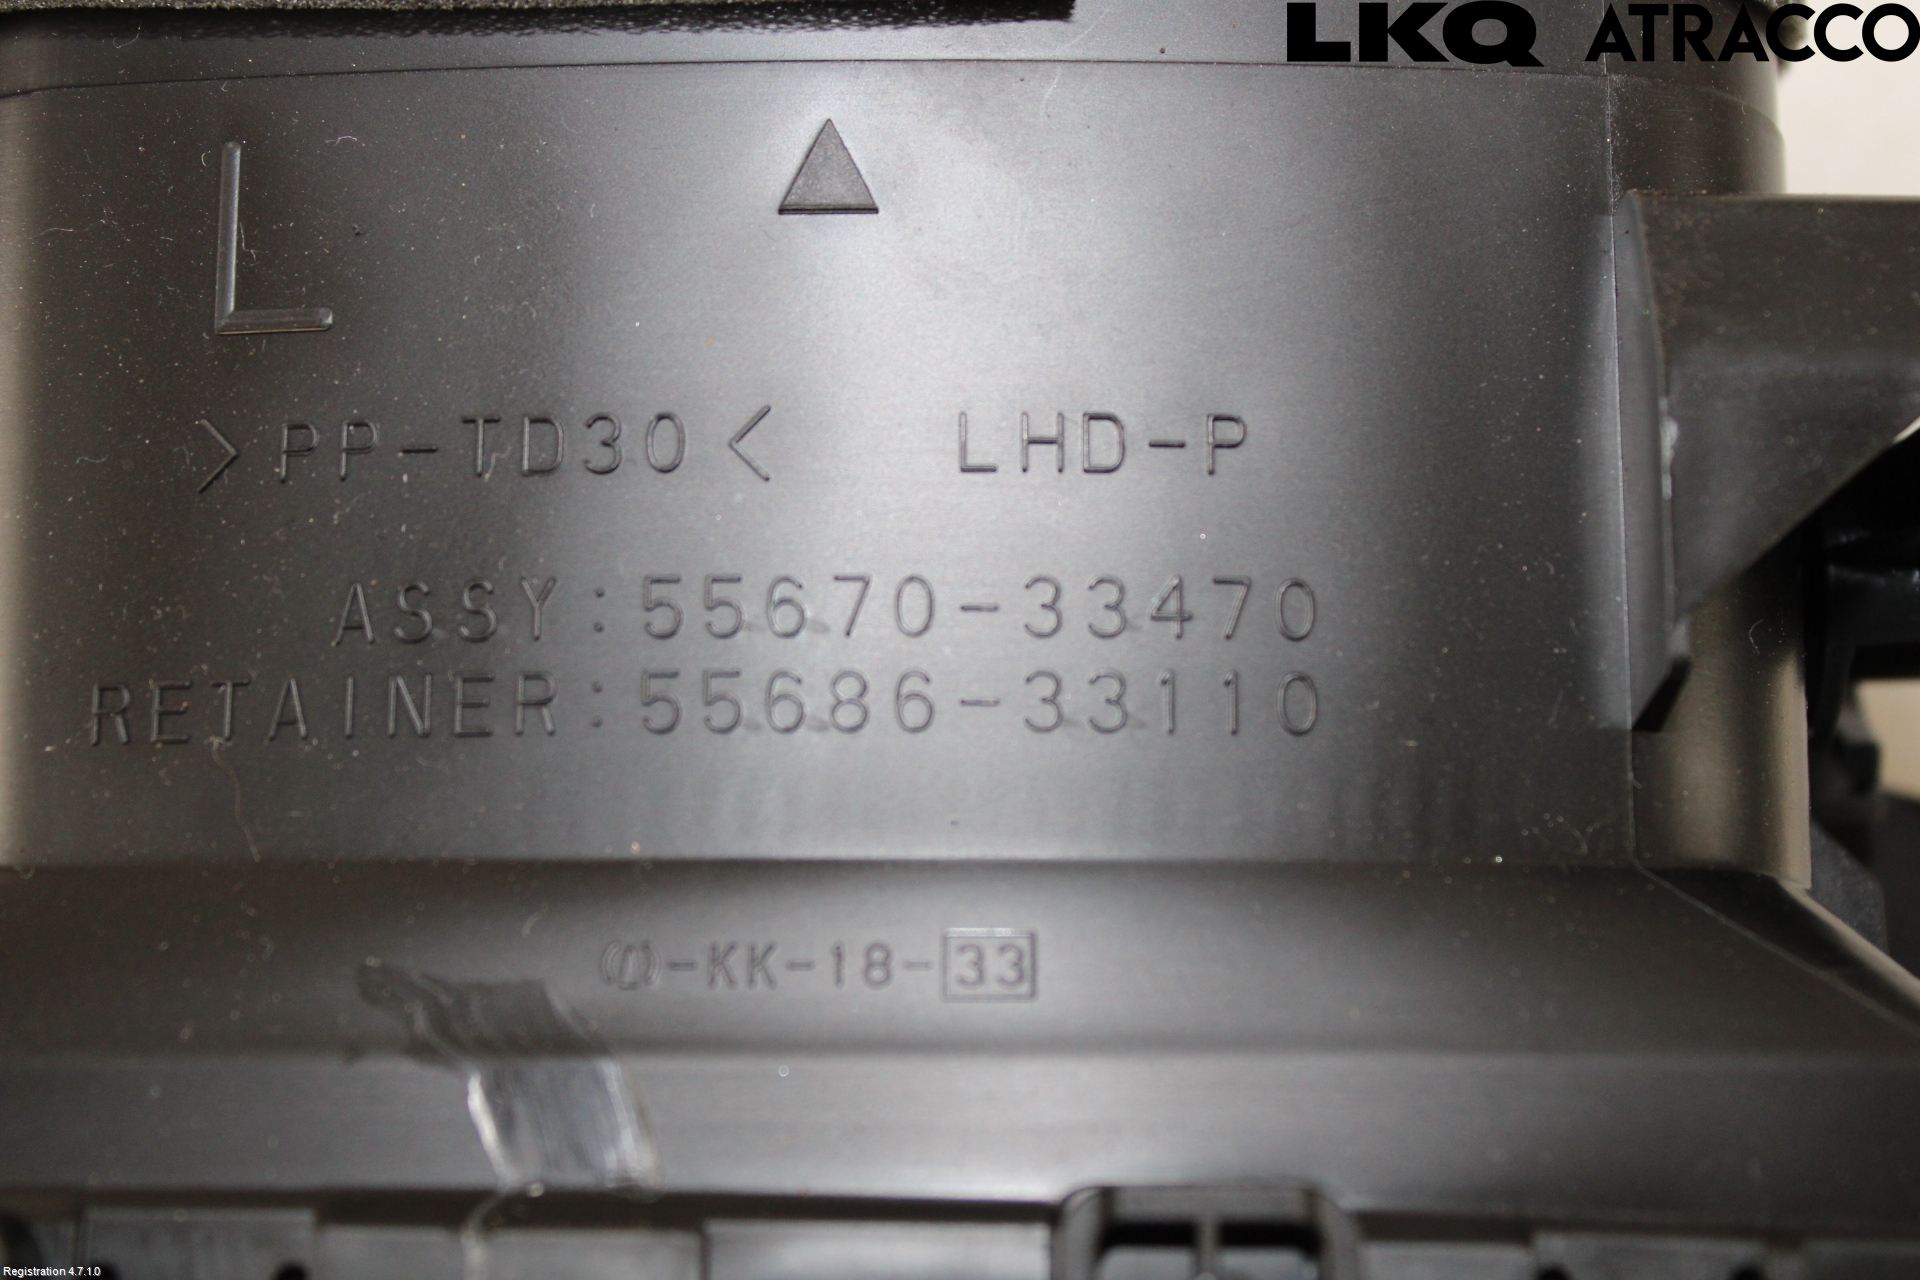 LKQ ATRACCO
L
>PP-TD30< LHD-P
ASSY:55670-33470
RETAINER:55686-33110
-KK-18-33
Registration 4.7.1.0